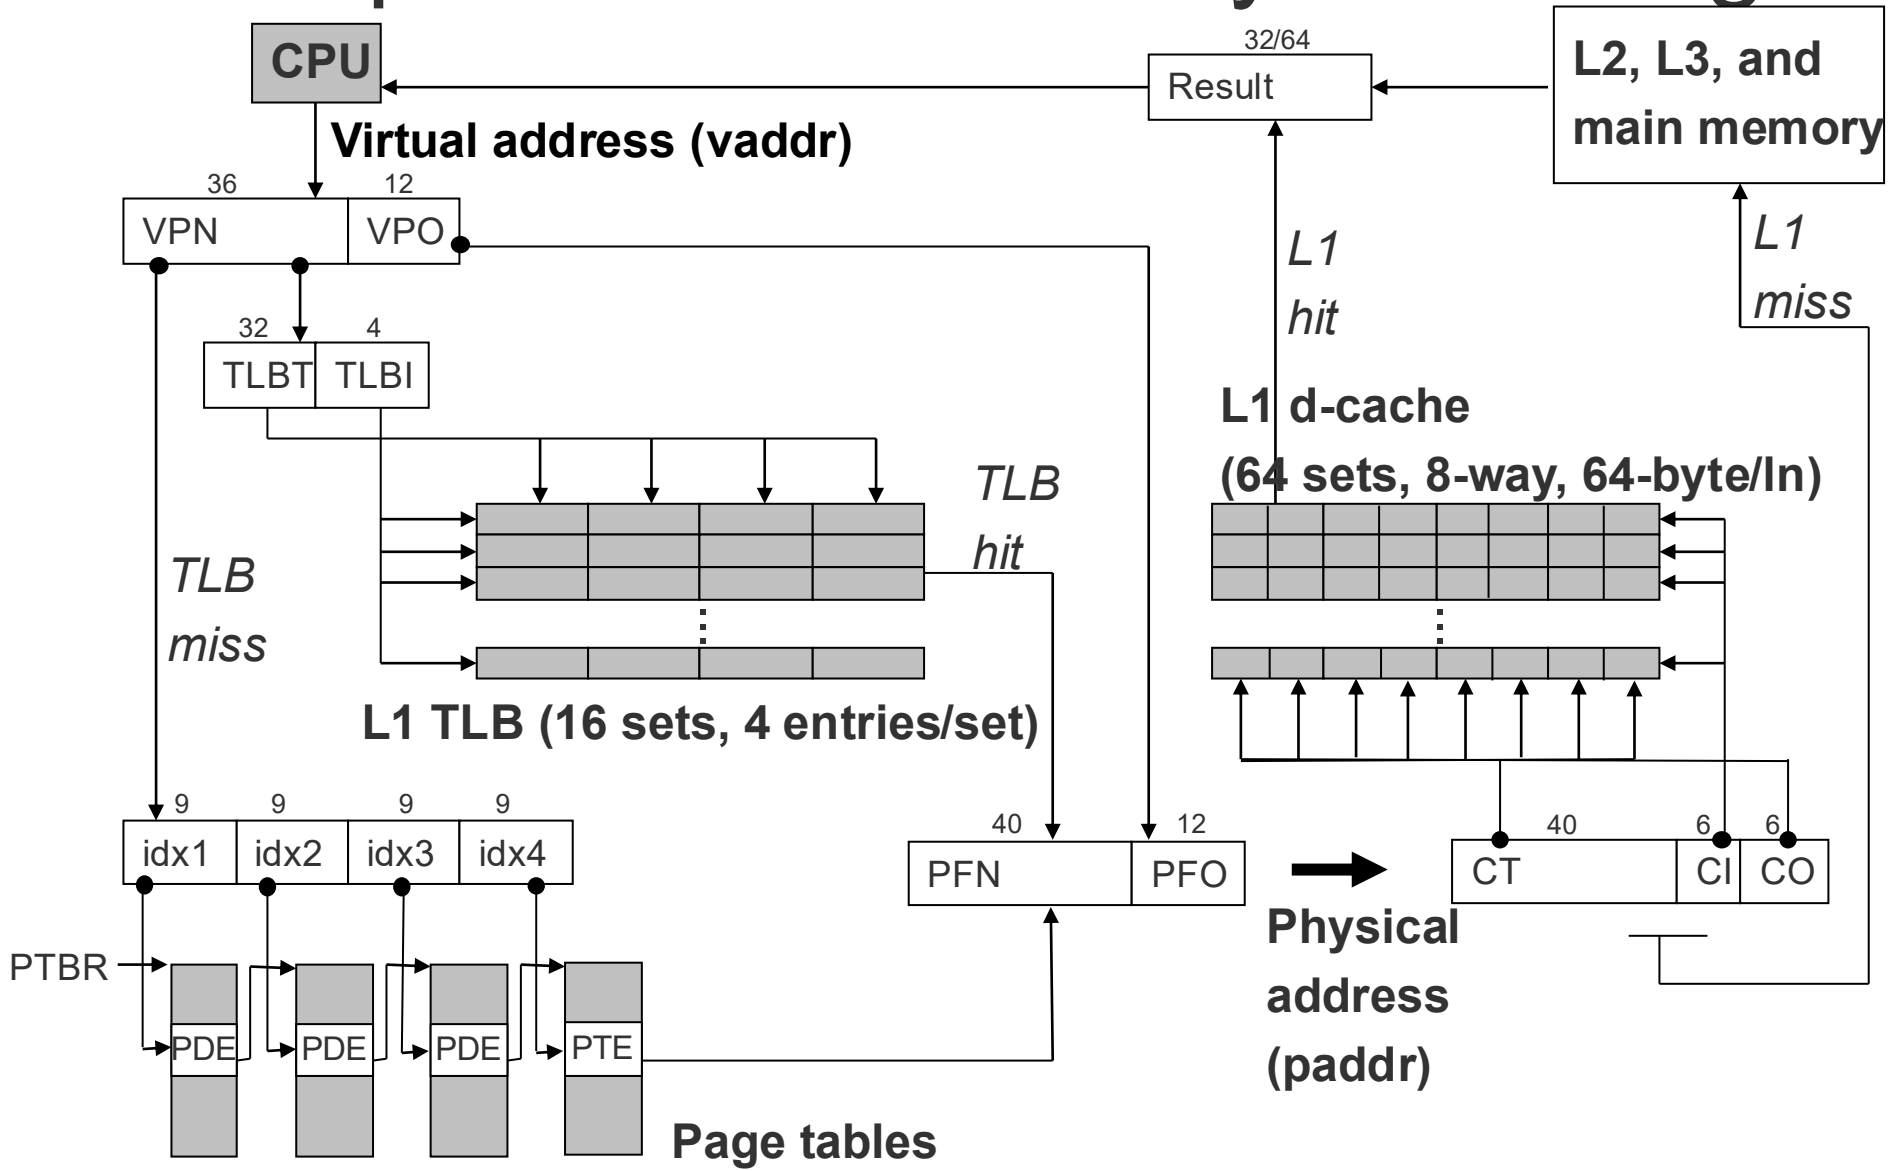 32/64
CPU
Result
L2, L3, and
main memory
Virtual address (vaddr)
36
12
VPN
VPO
L1
hit
L1
miss
32
4
TLBT
TLBI
L1 d-cache
(64 sets, 8-way, 64-byte/ln)
TLB
hit
TLB
miss
L1 TLB (16 sets, 4 entries/set)
9
9
9
9
idx1
idx2
idx3
idx4
40
12
PFN
PFO
40
6
6
CT
CI
CO
Physical
address
(paddr)
PTBR
PDE
PDE
PDE
PTE
Page tables